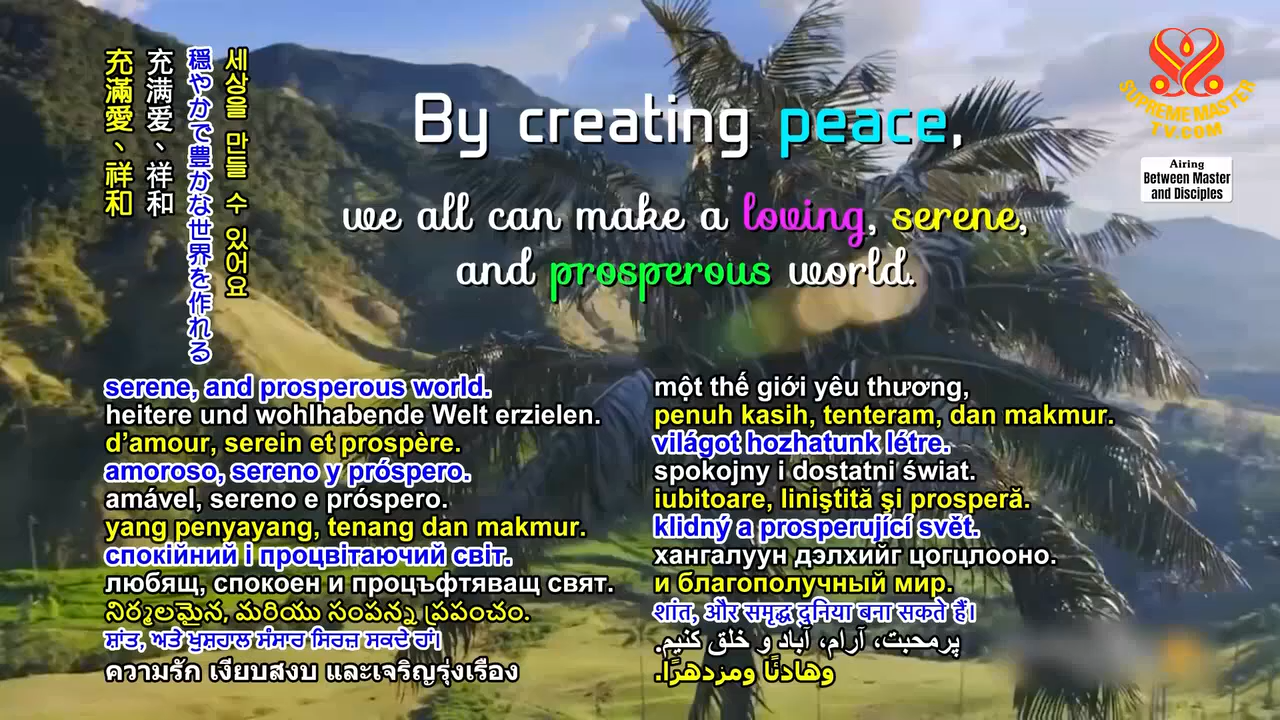 세상을 만들 수 있어요
穏やかで豊かな世界を作れる
充满爱、祥和
充滿愛、祥和
By creating peace,
we all can make a loving, serene,
and prosperous world.
SUPREME MASTER
TV.COM
Airing
Between Master
and Disciples
serene, and prosperous world.
heitere und wohlhabende Welt erzielen.
d’amour, serein et prospère.
amoroso, sereno y próspero.
amável, sereno e próspero.
yang penyayang, tenang dan makmur.
спокійний і процвітаючий світ.
любящ, спокоен и процъфтяващ свят.
నిర్మలమైన, మరియు సంపన్న ప్రపంచం.
ਸ਼ਾਂਤ, ਅਤੇ ਖੁਸ਼ਹਾਲ ਸੰਸਾਰ ਸਿਰਜ਼ ਸਕਦੇ ਹਾਂ।
ความรัก เงียบสงบ และเจริญรุ่งเรือง
một thế giới yêu thương,
penuh kasih, tenteram, dan makmur.
világot hozhatunk létre.
spokojny i dostatni świat.
iubitoare, liniştită şi prosperă.
klidný a prosperující svět.
хангалуун дэлхийг цогцлооно.
и благополучный мир.
शांत, और समृद्ध दुनिया बना सकते हैं।
پرمحبت، آرام، آباد و خلق کنیم.
وهادئًا ومزدهرًا.